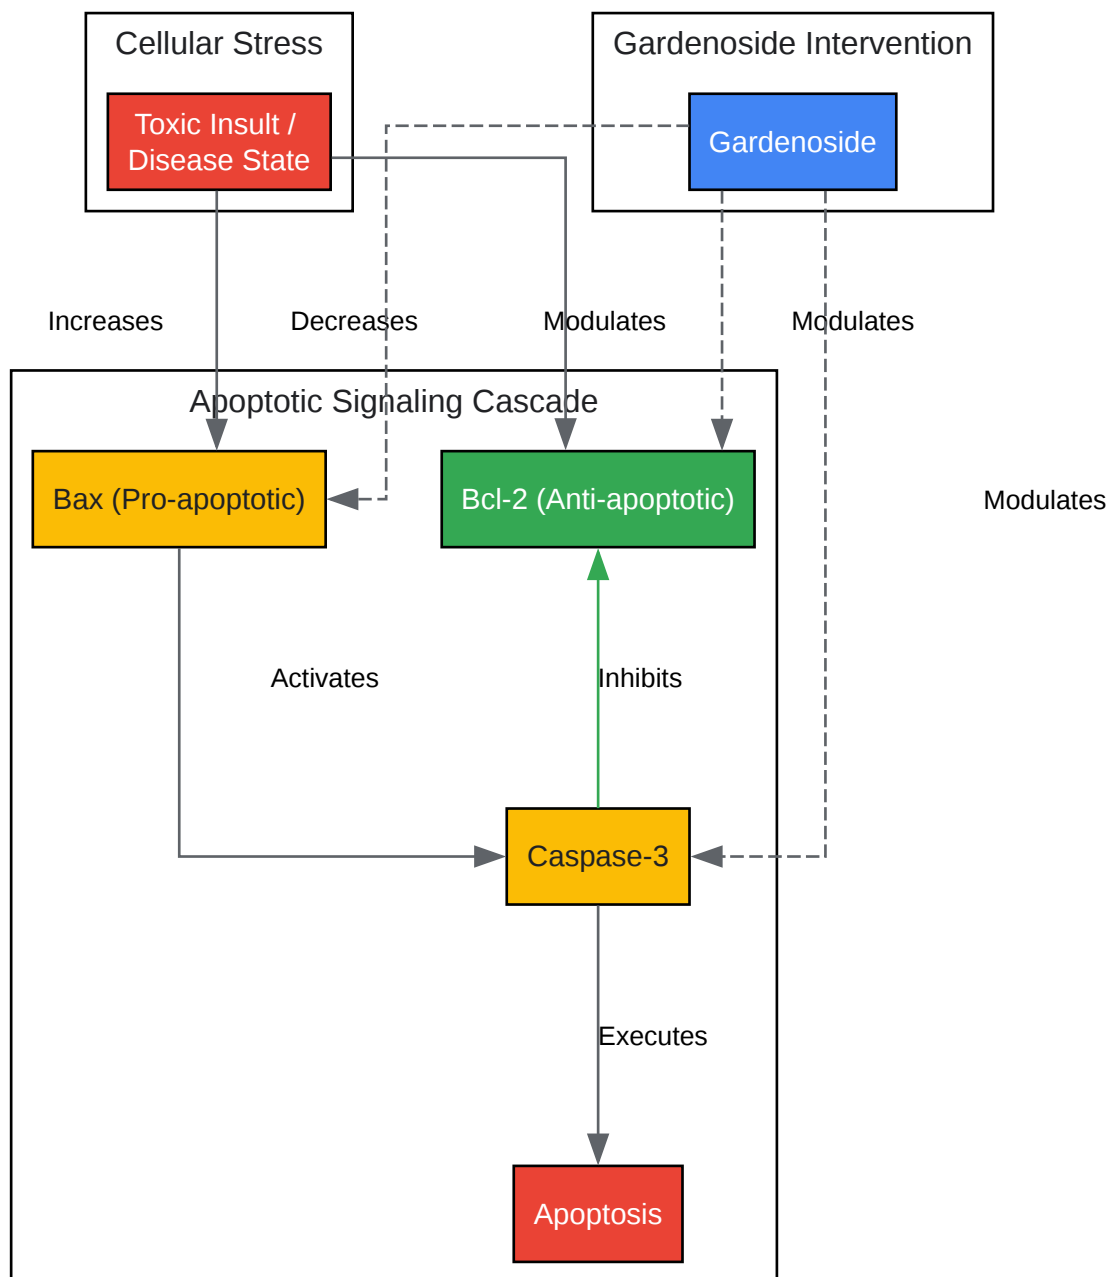 Cellular Stress
Gardenoside Intervention
Toxic Insult /
Disease State
Gardenoside
Increases
Decreases
Modulates
Modulates
Apoptotic Signaling Cascade
Bax (Pro-apoptotic)
Bcl-2 (Anti-apoptotic)
Modulates
Activates
Inhibits
Caspase-3
Executes
Apoptosis